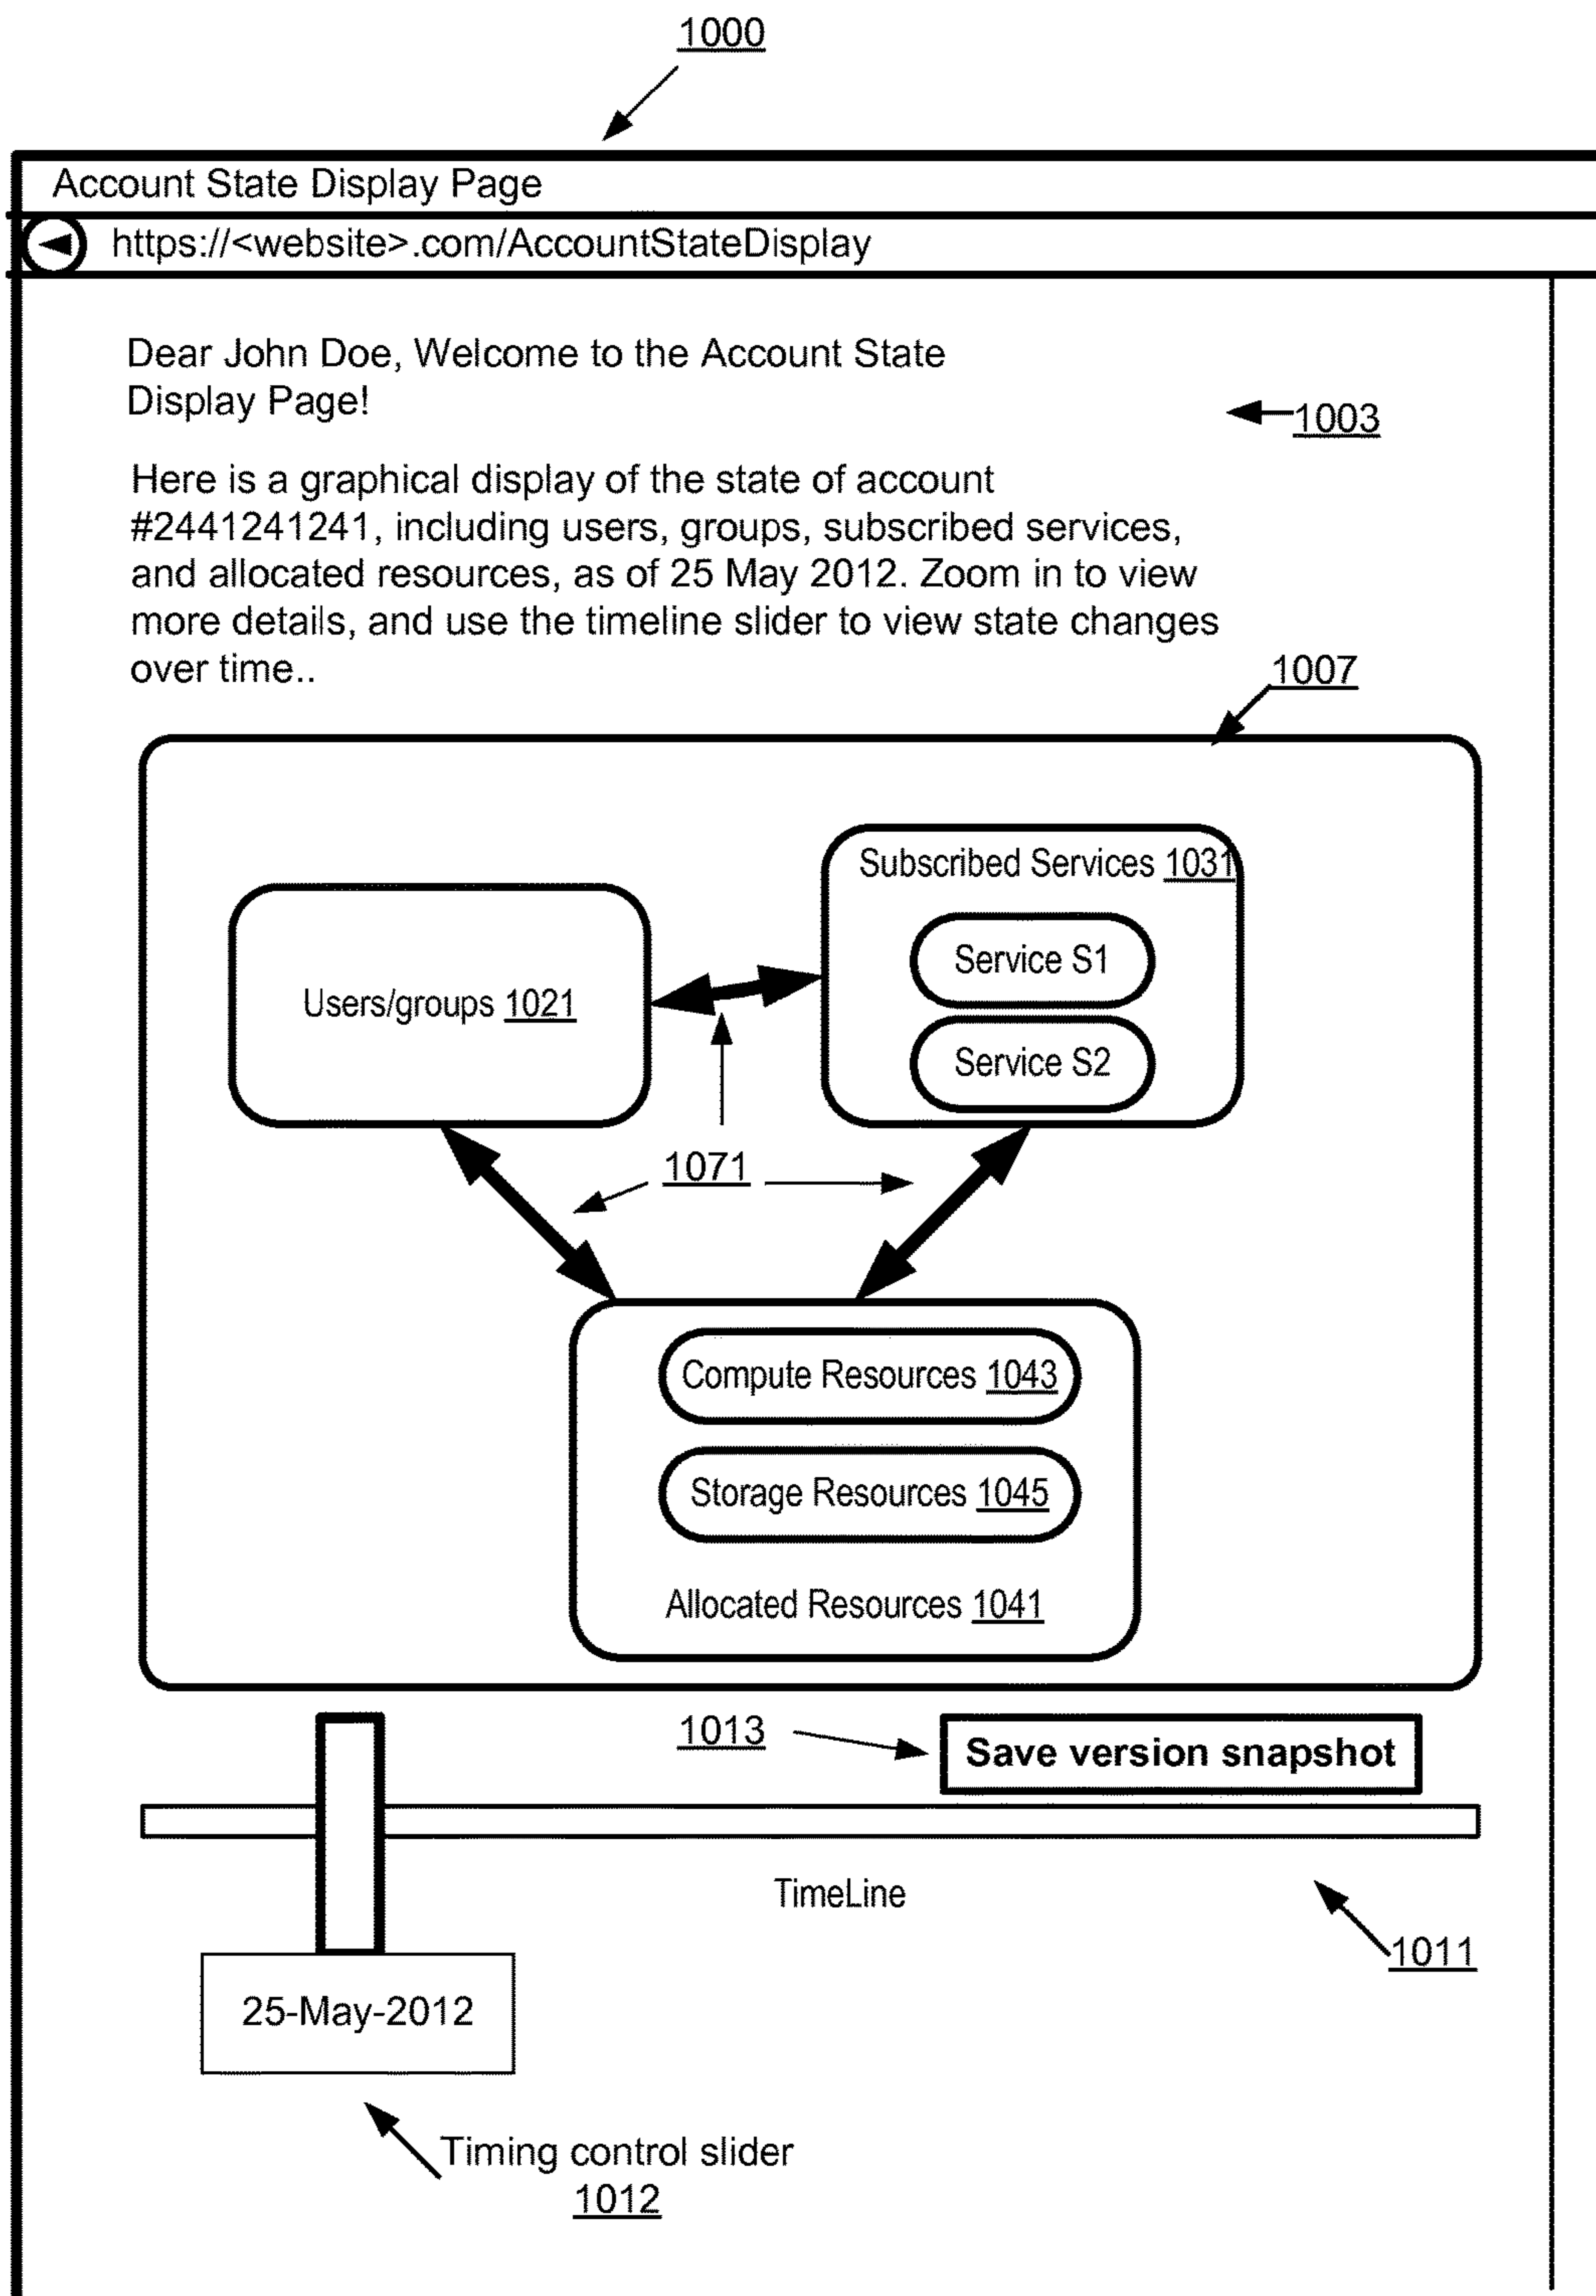 1000
Account State Display Page
https://<website>.com/AccountStateDisplay
Dear John Doe, Welcome to the Account State
Display Page!
1003
Here is a graphical display of the state of account
#2441241241, including users, groups, subscribed services,
and allocated resources, as of 25 May 2012. Zoom in to view
more details, and use the timeline slider to view state changes
over time..
1007
Subscribed Services 1031
Service S1
Users/groups 1021
Service S2
1071
Compute Resources 1043
Storage Resources 1045
Allocated Resources 1041
1013
Save version snapshot
TimeLine
1011
25-May-2012
Timing control slider
1012